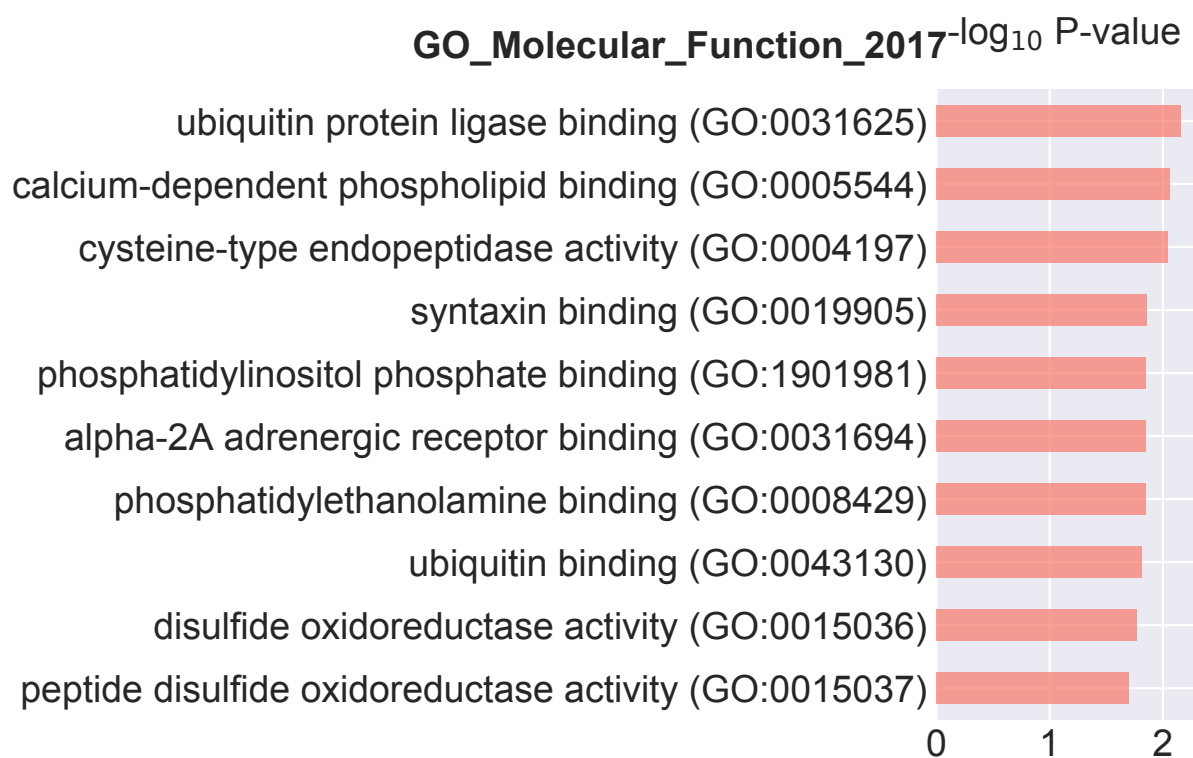 GO_Molecular_Function_2017 -log10 P-value
ubiquitin protein ligase binding (GO:0031625)
calcium-dependent phospholipid binding (GO:0005544)
cysteine-type endopeptidase activity (GO:0004197)
syntaxin binding (GO:0019905)
phosphatidylinositol phosphate binding (GO:1901981)
alpha-2A adrenergic receptor binding (GO:0031694)
phosphatidylethanolamine binding (GO:0008429)
ubiquitin binding (GO:0043130)
disulfide oxidoreductase activity (GO:0015036)
peptide disulfide oxidoreductase activity (GO:0015037)
0 1 2